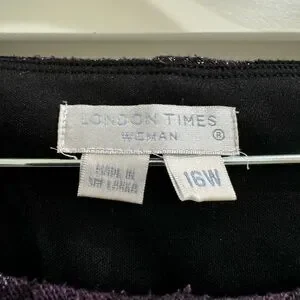 LONDON TIMES
WOMAN ®
MADE IN
SRI LANKA
16W